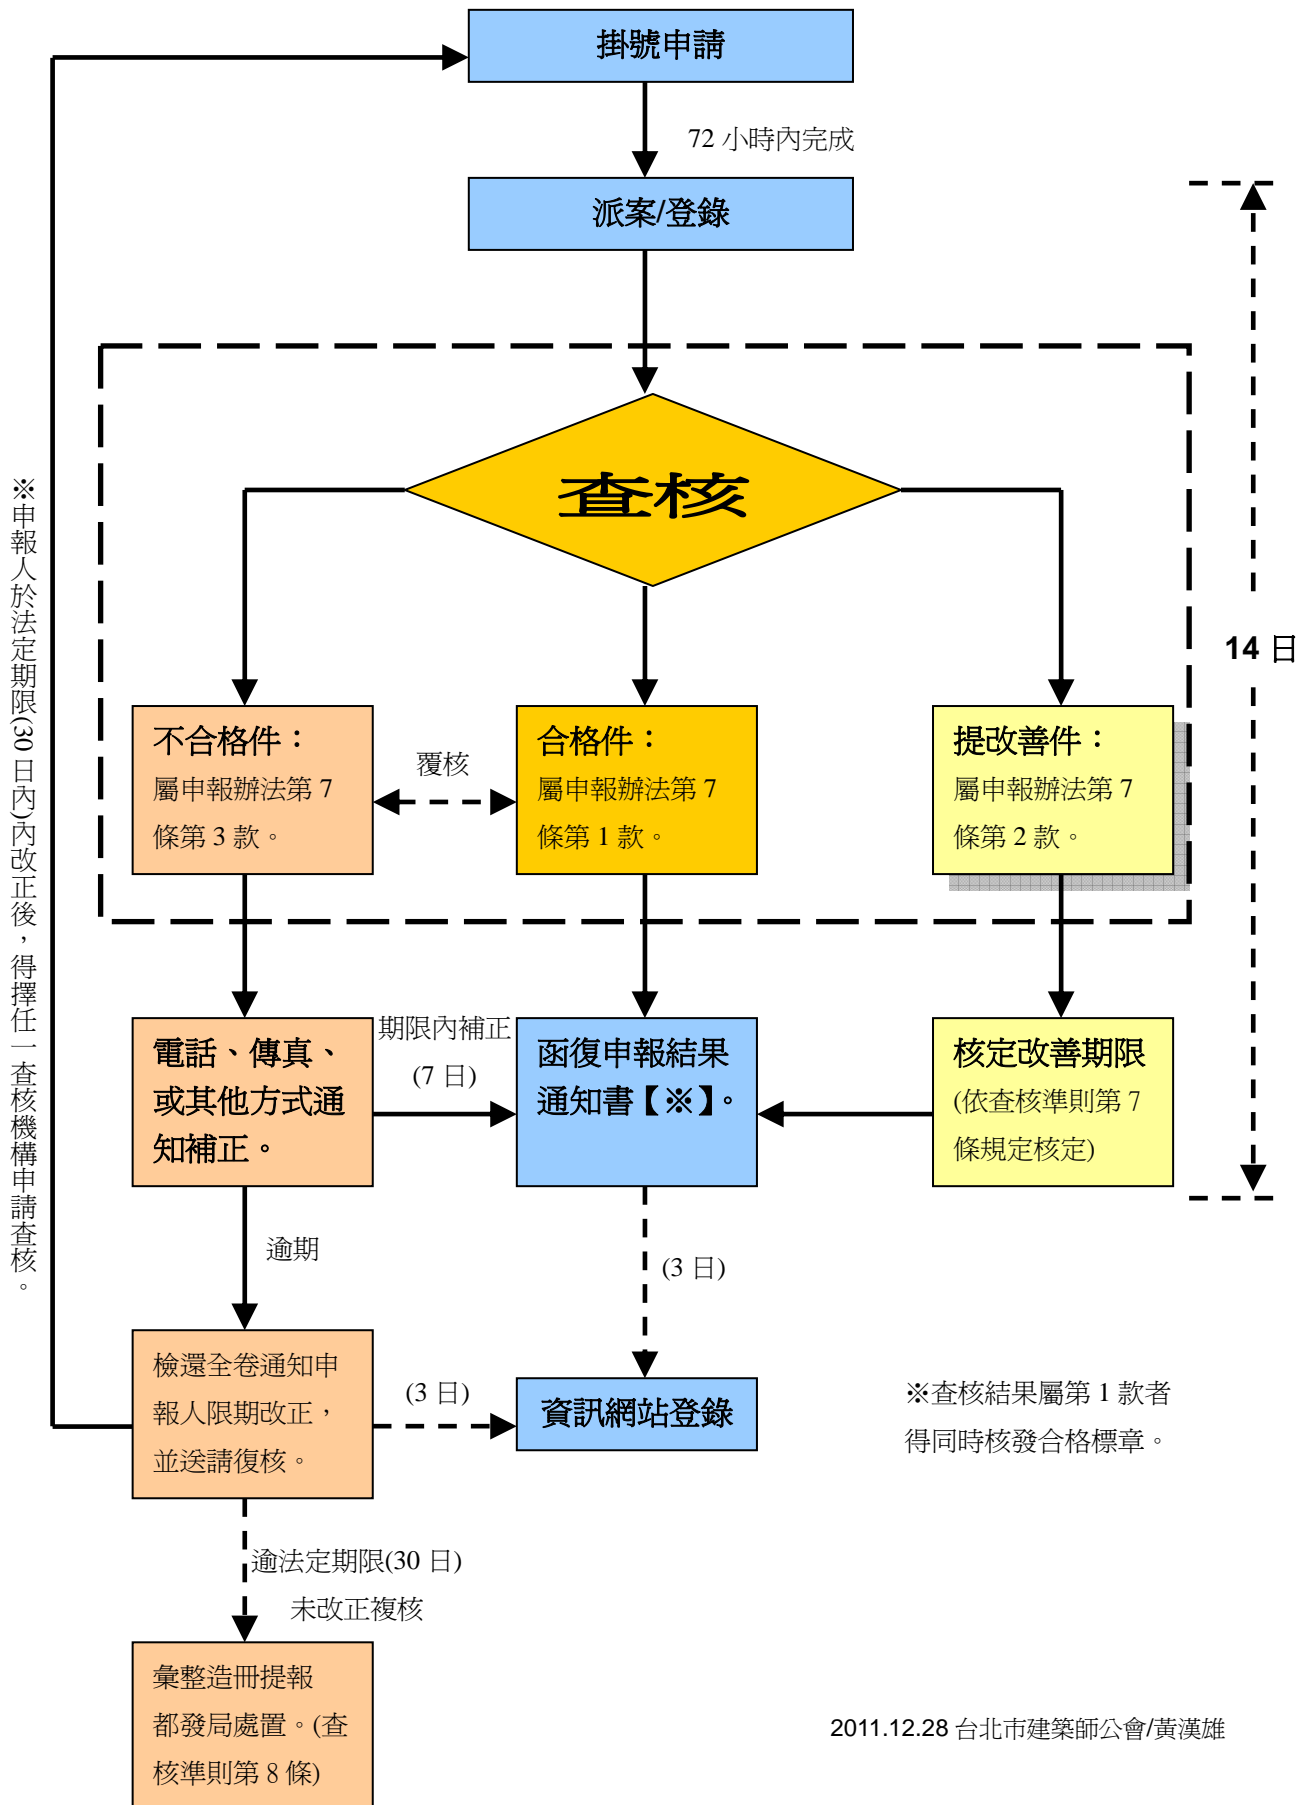 掛號申請
72 小時內完成
派案/登錄
查核
14 日
※申報人於法定期限(30 日內)內改正後，得擇任一查核機構申請查核。
不合格件：
屬申報辦法第 7
條第 3 款。
覆核
合格件：
屬申報辦法第 7
條第 1 款。
提改善件：
屬申報辦法第 7
條第 2 款。
電話、傳真、
或其他方式通
知補正。
期限內補正
(7 日)
函復申報結果
通知書【※】。
核定改善期限
(依查核準則第 7
條規定核定)
逾期
(3 日)
檢還全卷通知申
報人限期改正，
並送請復核。
(3 日)
資訊網站登錄
※查核結果屬第 1 款者
得同時核發合格標章。
逾法定期限(30 日)
未改正複核
彙整造冊提報
都發局處置。(查
核準則第 8 條)
2011.12.28 台北市建築師公會/黃漢雄